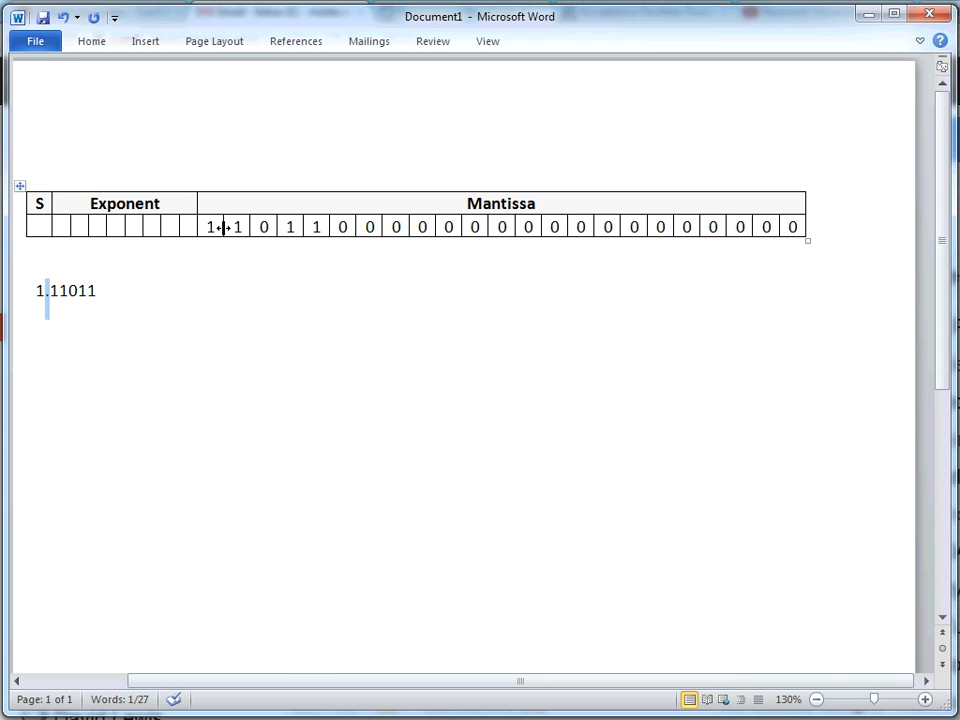 Document1 - Microsoft Word
File Home Insert Page Layout References Mailings Review View
S Exponent Mantissa
1 1 0 1 1 0 0 0 0 0 0 0 0 0 0 0 0 0 0 0 0 0 0
1.11011
Page: 1 of 1 Words: 1/27 130%